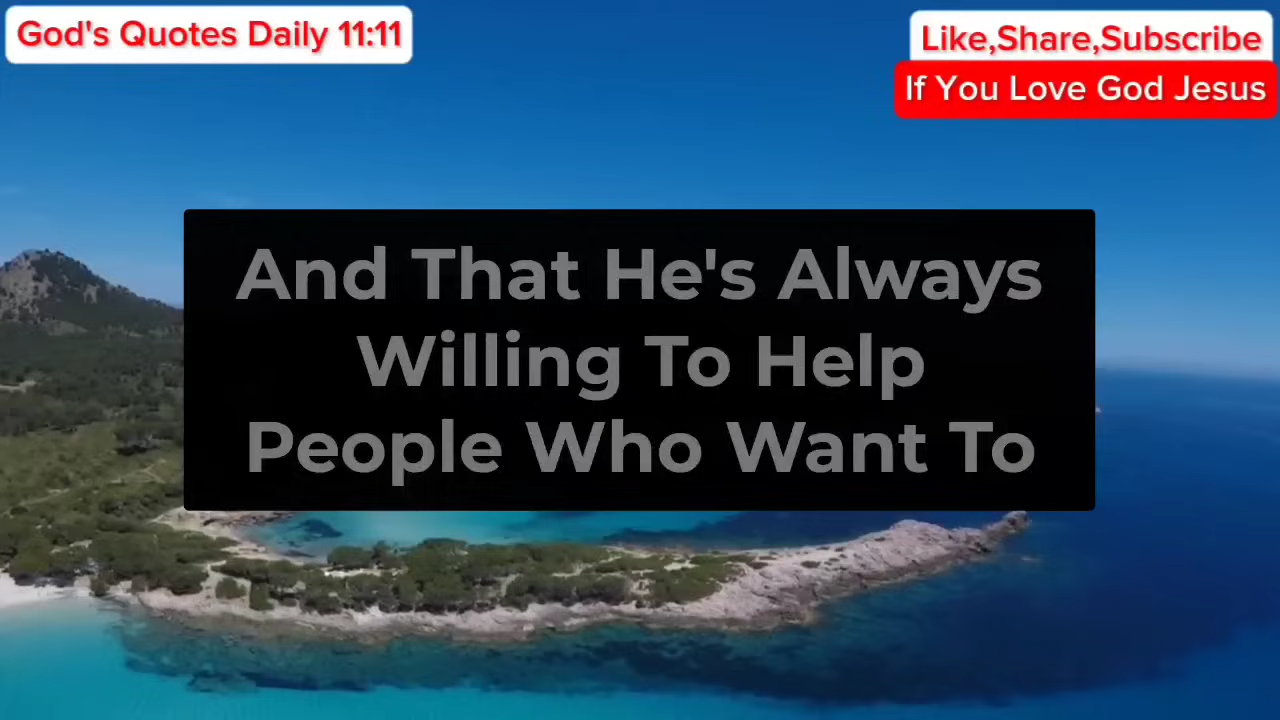 God's Quotes Daily 11:11
Like,Share,Subscribe
If You Love God Jesus
And That He's Always
Willing To Help
People Who Want To